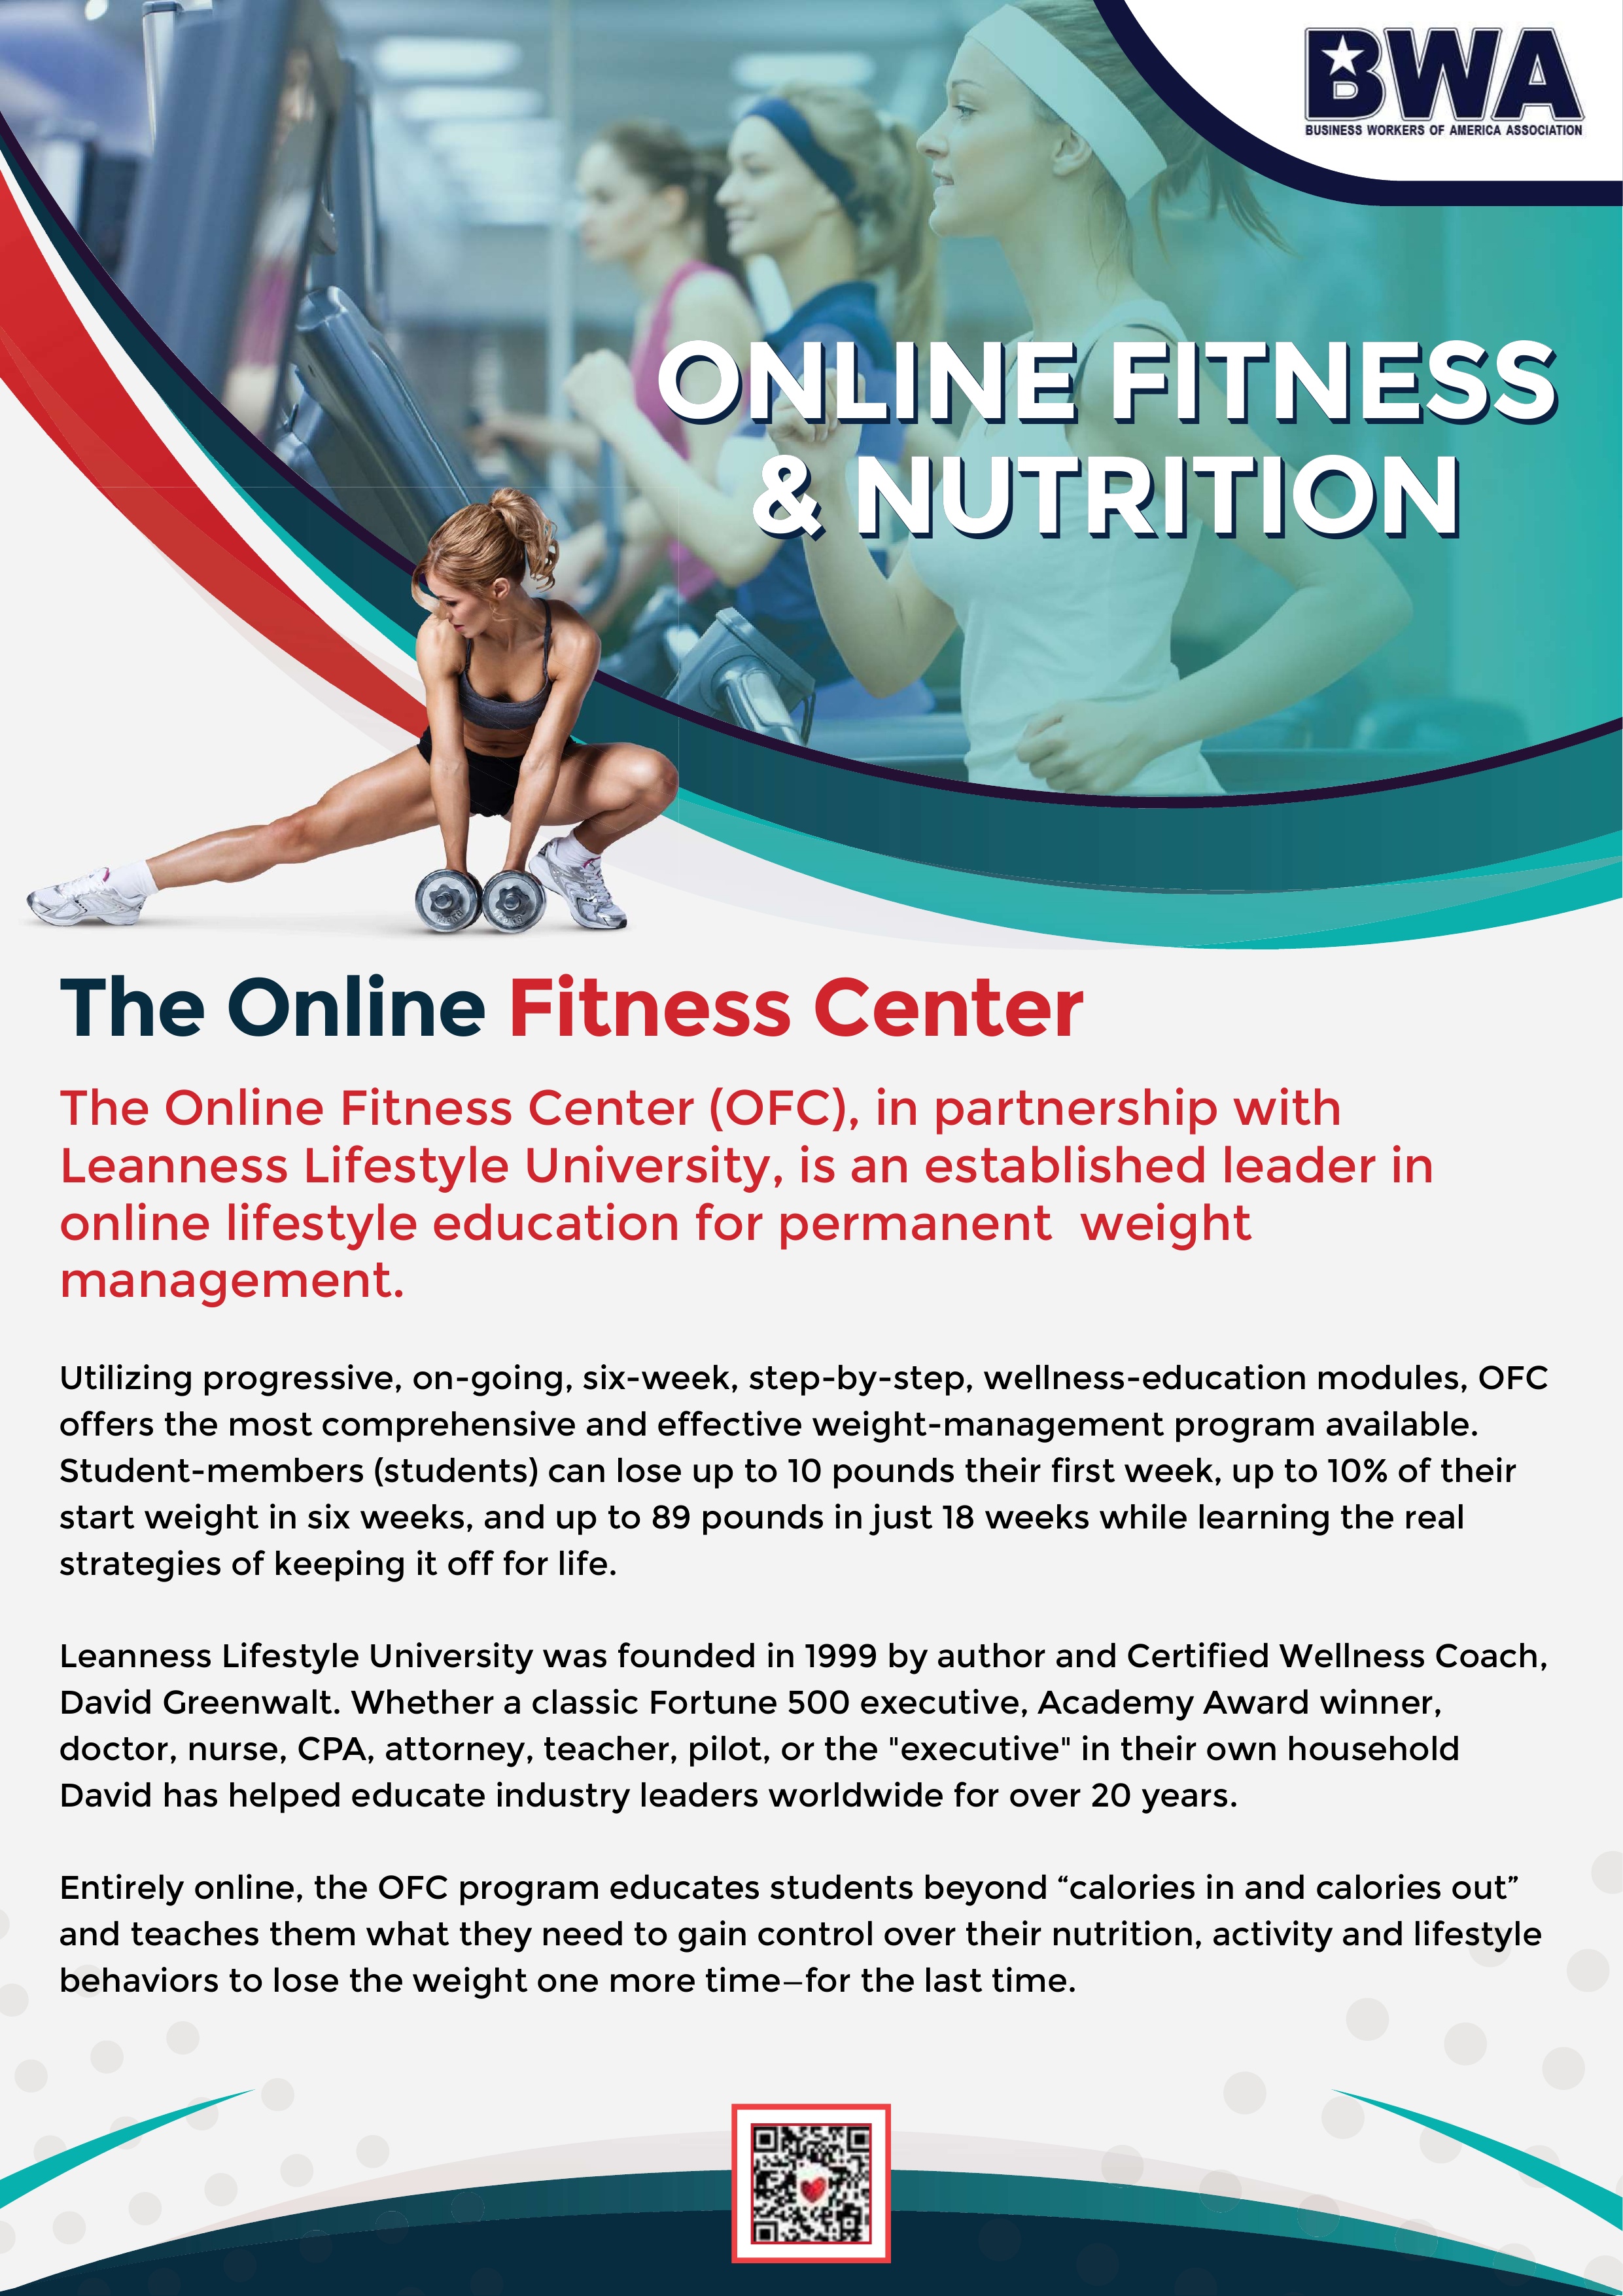 BWA
BUSINESS WORKERS OF AMERICA ASSOCIATION
ONLINE FITNESS
& NUTRITION
The Online Fitness Center
The Online Fitness Center (OFC), in partnership with
Leanness Lifestyle University, is an established leader in
online lifestyle education for permanent  weight
management.
Utilizing progressive, on-going, six-week, step-by-step, wellness-education modules, OFC
offers the most comprehensive and effective weight-management program available.
Student-members (students) can lose up to 10 pounds their first week, up to 10% of their
start weight in six weeks, and up to 89 pounds in just 18 weeks while learning the real
strategies of keeping it off for life.
Leanness Lifestyle University was founded in 1999 by author and Certified Wellness Coach,
David Greenwalt. Whether a classic Fortune 500 executive, Academy Award winner,
doctor, nurse, CPA, attorney, teacher, pilot, or the "executive" in their own household
David has helped educate industry leaders worldwide for over 20 years.
Entirely online, the OFC program educates students beyond “calories in and calories out”
and teaches them what they need to gain control over their nutrition, activity and lifestyle
behaviors to lose the weight one more time—for the last time.